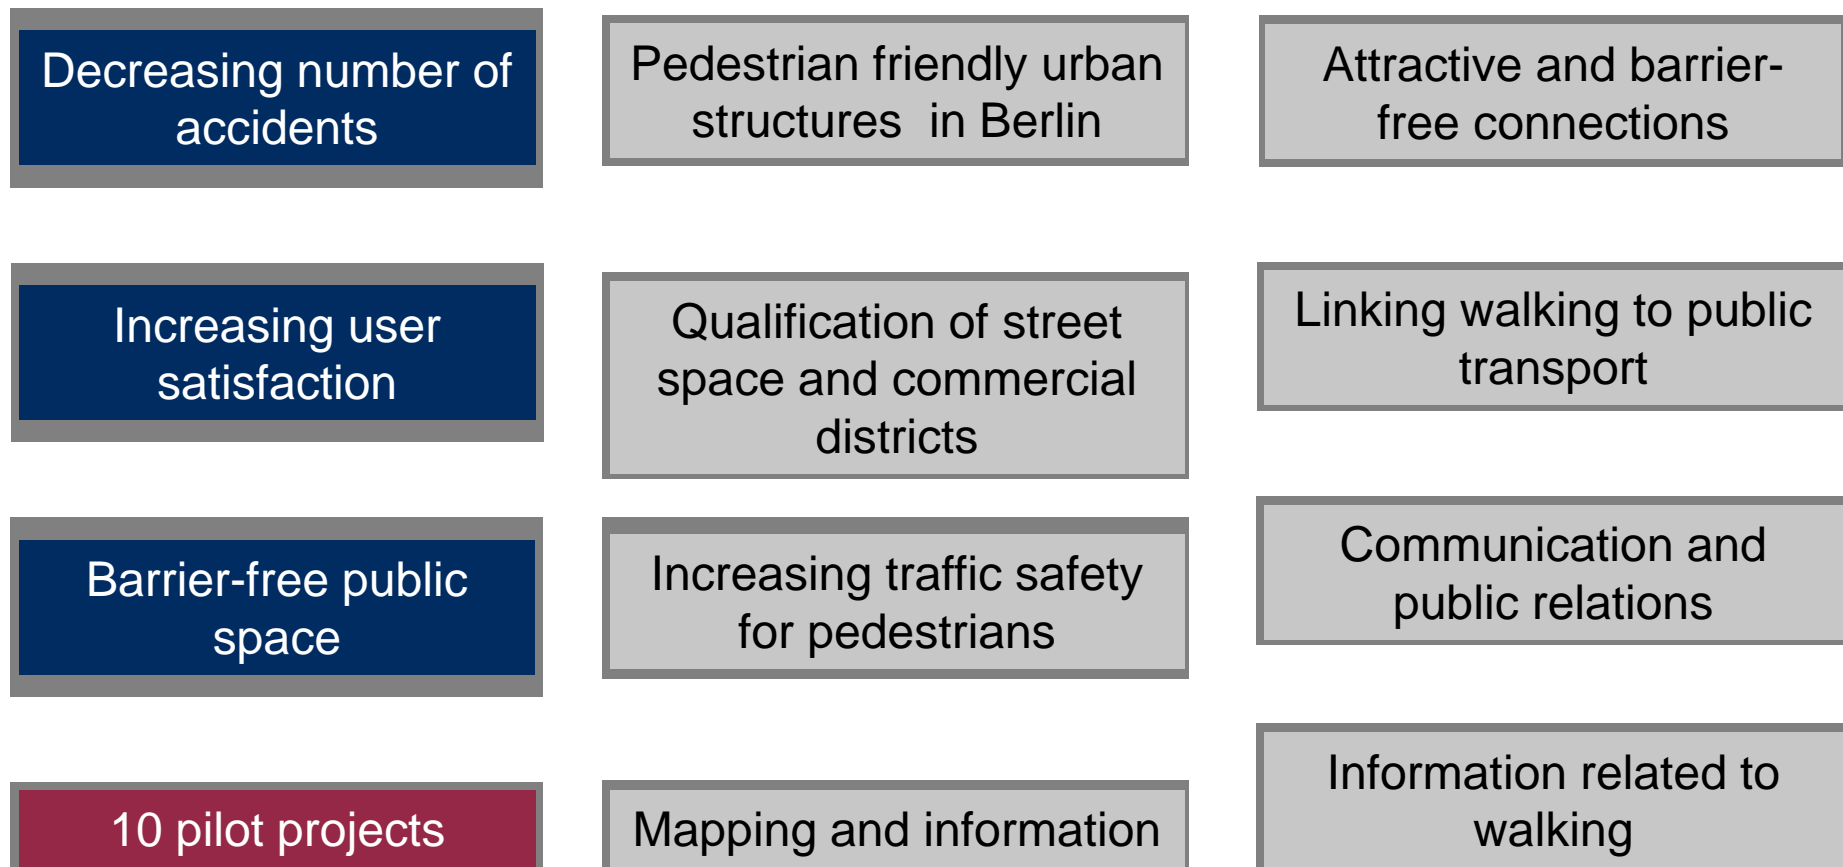 Decreasing number of
accidents
Increasing user
satisfaction
Barrier-free public
space
10 pilot projects
Pedestrian friendly urban
structures  in Berlin
Qualification of street
space and commercial
districts
Increasing traffic safety
for pedestrians
Mapping and information
Attractive and barrier-
free connections
Linking walking to public
transport
Communication and
public relations
Information related to
walking